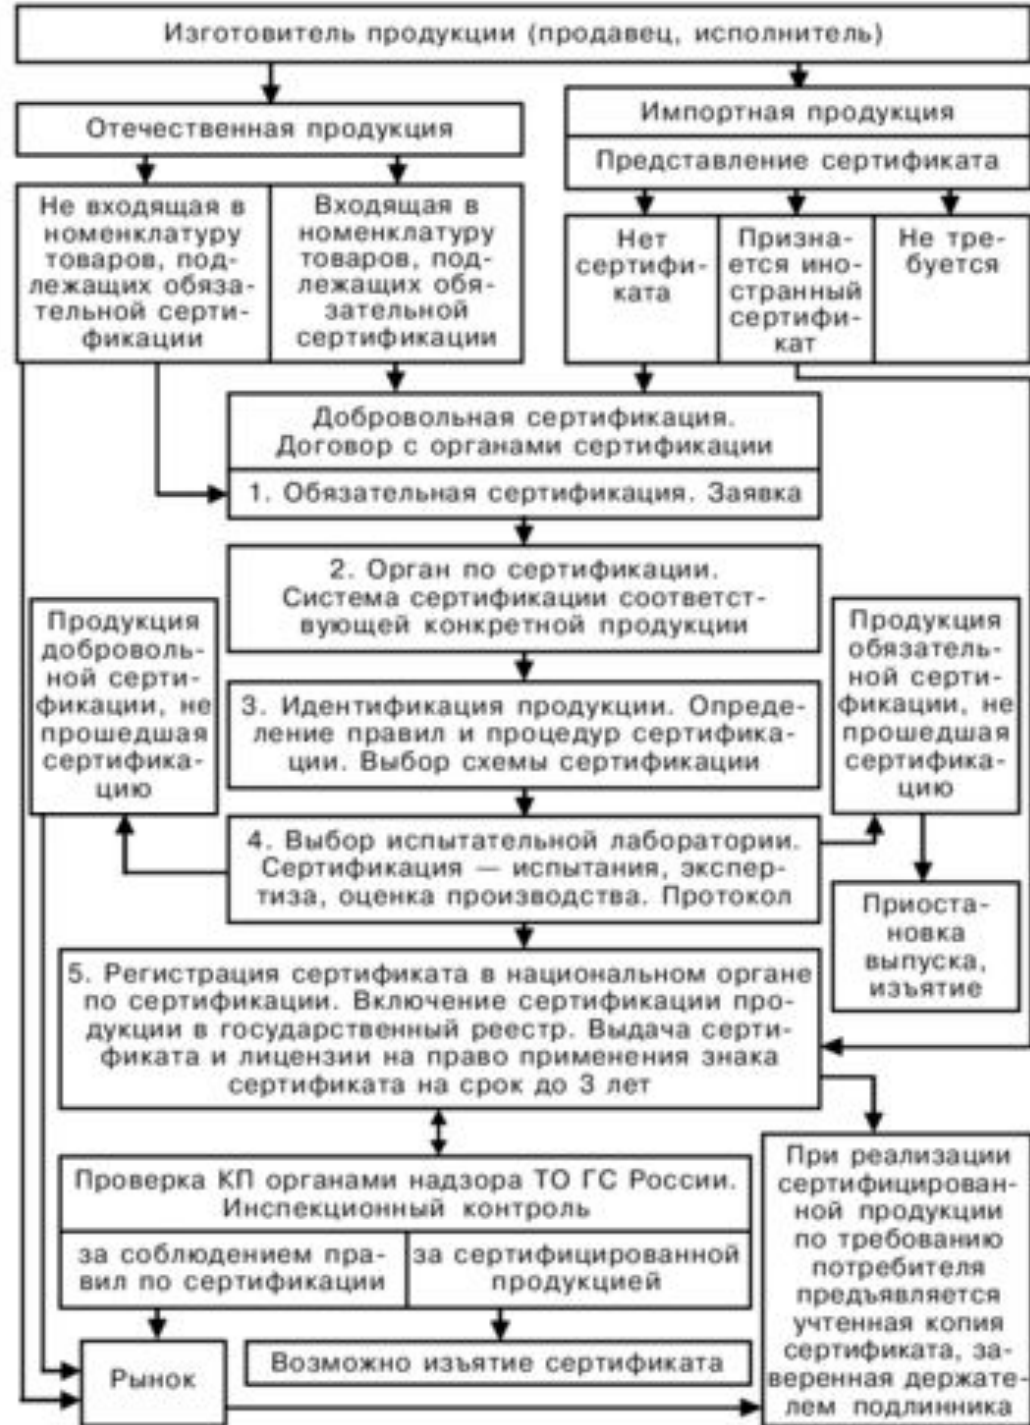 Изготовитель продукции (продавец, исполнитель)
Отечественная продукция
Импортная продукция
Представление сертификата
Не входящая в
номенклатуру
товаров, под-
лежащих обяза-
тельной серти-
фикации
Входящая в
номенклатуру
товаров, под-
лежащих обя-
зательной
сертификации
Нет
сертифи-
ката
Призна-
ется ино-
странный
сертифи-
кат
Не тре-
буется
Добровольная сертификация.
Договор с органами сертификации
1. Обязательная сертификация. Заявка
2. Орган по сертификации.
Система сертификации соответст-
вующей конкретной продукции
Продукция
доброволь-
ной серти-
фикации, не
прошедшая
сертифика-
цию
Продукция
обязатель-
ной серти-
фикации, не
прошедшая
сертифика-
цию
3. Идентификация продукции. Опреде-
ление правил и процедур сертифика-
ции. Выбор схемы сертификации
4. Выбор испытательной лаборатории.
Сертификация — испытания, экспер-
тиза, оценка производства. Протокол
Приоста-
новка
выпуска,
изъятие
5. Регистрация сертификата в национальном органе
по сертификации. Включение сертификации про-
дукции в государственный реестр. Выдача серти-
фиката и лицензии на право применения знака
сертификата на срок до 3 лет
Проверка КП органами надзора ТО ГС России.
Инспекционный контроль
за соблюдением пра-
вил по сертификации
за сертифицированной
продукцией
При реализации
сертифицирован-
ной продукции
по требованию
потребителя
предъявляется
учтенная копия
сертификата, за-
веренная держате-
лем подлинника
Рынок
Возможно изъятие сертификата